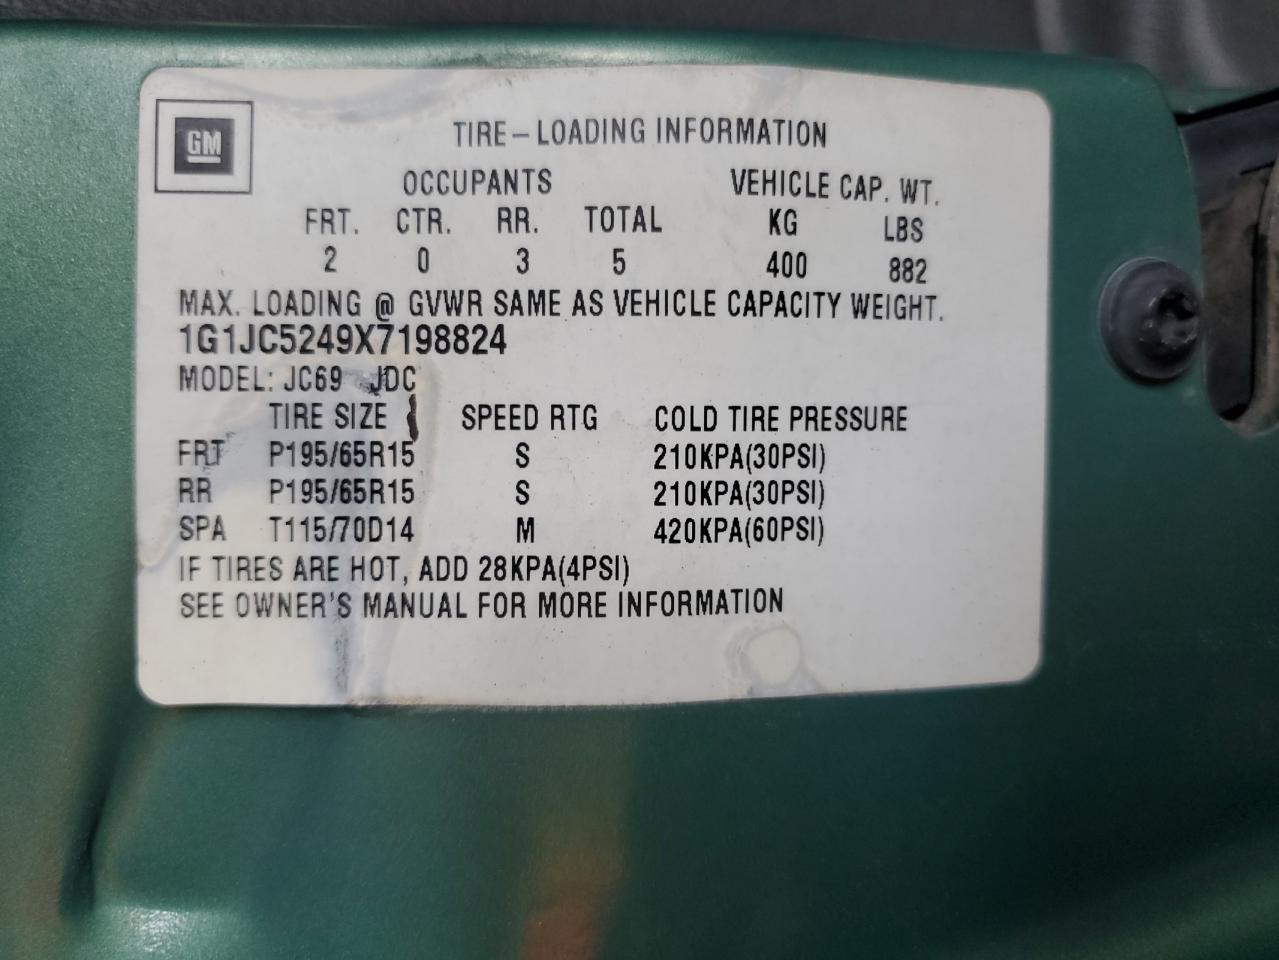 GM
TIRE-LOADING INFORMATION
OCCUPANTS VEHICLE CAP. WT.
FRT. CTR. RR. TOTAL KG LBS
2 0 3 5 400 882
MAX. LOADING @ GVWR SAME AS VEHICLE CAPACITY WEIGHT.
1G1JC5249X7198824
MODEL: JC69 JDC
TIRE SIZE SPEED RTG COLD TIRE PRESSURE
FRT P195/65R15 S 210KPA(30PSI)
RR P195/65R15 S 210KPA(30PSI)
SPA T115/70D14 M 420KPA(60PSI)
IF TIRES ARE HOT, ADD 28KPA(4PSI)
SEE OWNER'S MANUAL FOR MORE INFORMATION